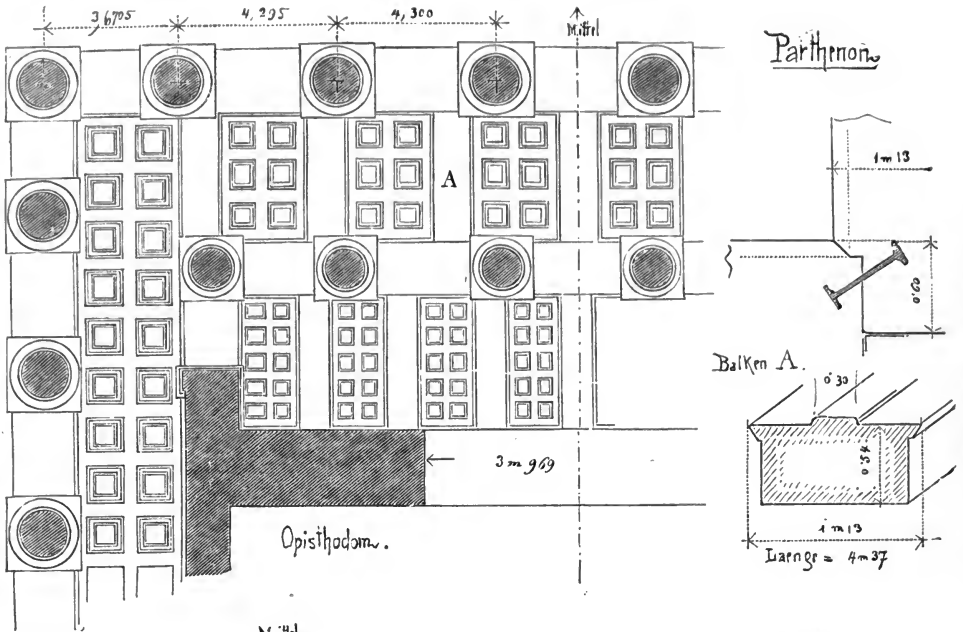 3,6705 4,295 4,300
Mittel
Parthenon
A
1m13
0.60
Balken A.
0.30
0.54
3m969
1m13
Laenge = 4m37
Opisthodom.
Mittel